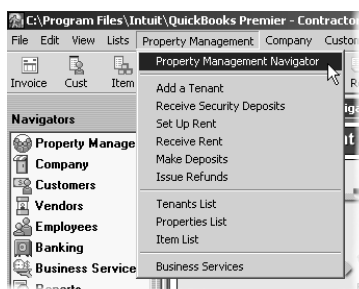 C:\Program Files\Intuit\QuickBooks Premier - Contractor
File Edit View Lists Property Management Company Custo
Invoice Cust Item
Property Management Navigator
Add a Tenant
Receive Security Deposits
Set Up Rent
Receive Rent
Make Deposits
Issue Refunds
Tenants List
Properties List
Item List
Business Services
Navigators
Property Manage
Company
Customers
Vendors
Employees
Banking
Business Service